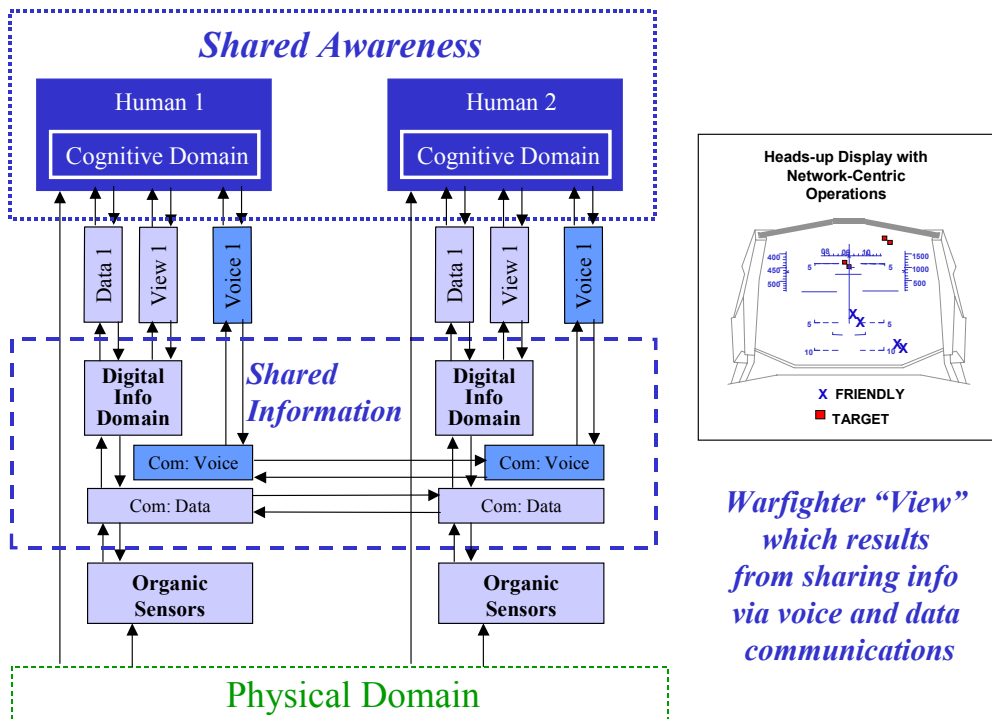 Shared Awareness
Human 1
Cognitive Domain
Human 2
Cognitive Domain
Data 1
View 1
Voice 1
Data 1
View 1
Voice 1
Digital
Info
Domain
Shared
Information
Digital
Info
Domain
Com: Voice
Com: Voice
Com: Data
Com: Data
Organic
Sensors
Organic
Sensors
Physical Domain
Heads-up Display with
Network-Centric
Operations
08 09 10
400
450
500
5
5
1500
1000
500
5
5
10
10
X FRIENDLY
TARGET
Warfighter “View”
which results
from sharing info
via voice and data
communications